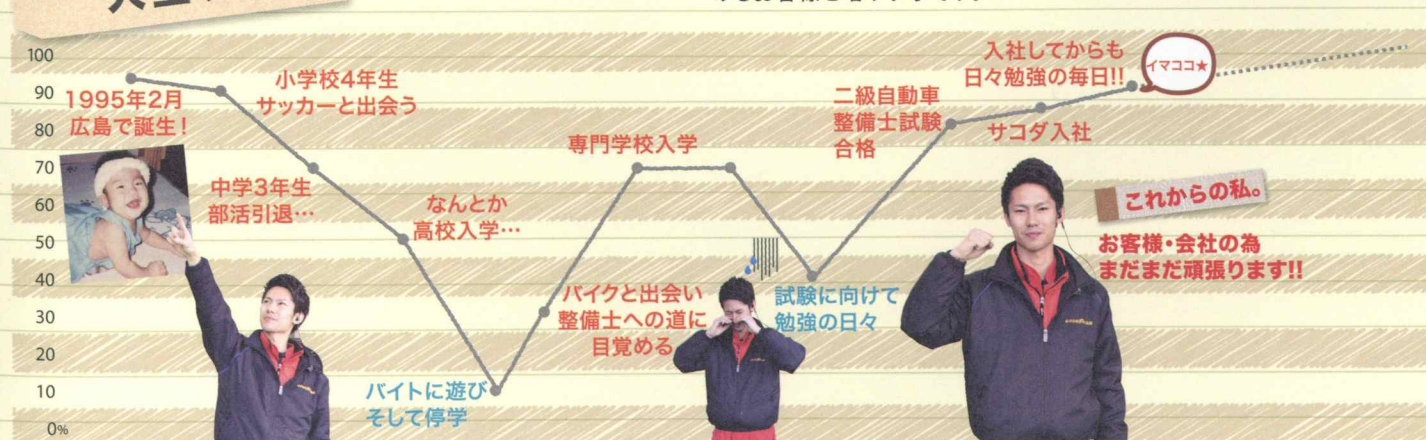 100
90
80
70
60
50
40
30
20
10
0%
1995年2月
広島で誕生!
小学校4年生
サッカーと出会う
中学3年生
部活引退…
なんとか
高校入学…
バイトに遊び
そして停学
バイクと出会い
整備士への道に
目覚める
専門学校入学
試験に向けて
勉強の日々
二級自動車
整備士試験
合格
サコダ入社
入社してからも
日々勉強の毎日!!
イマココ★
これからの私。
お客様・会社の為
まだまだ頑張ります!!